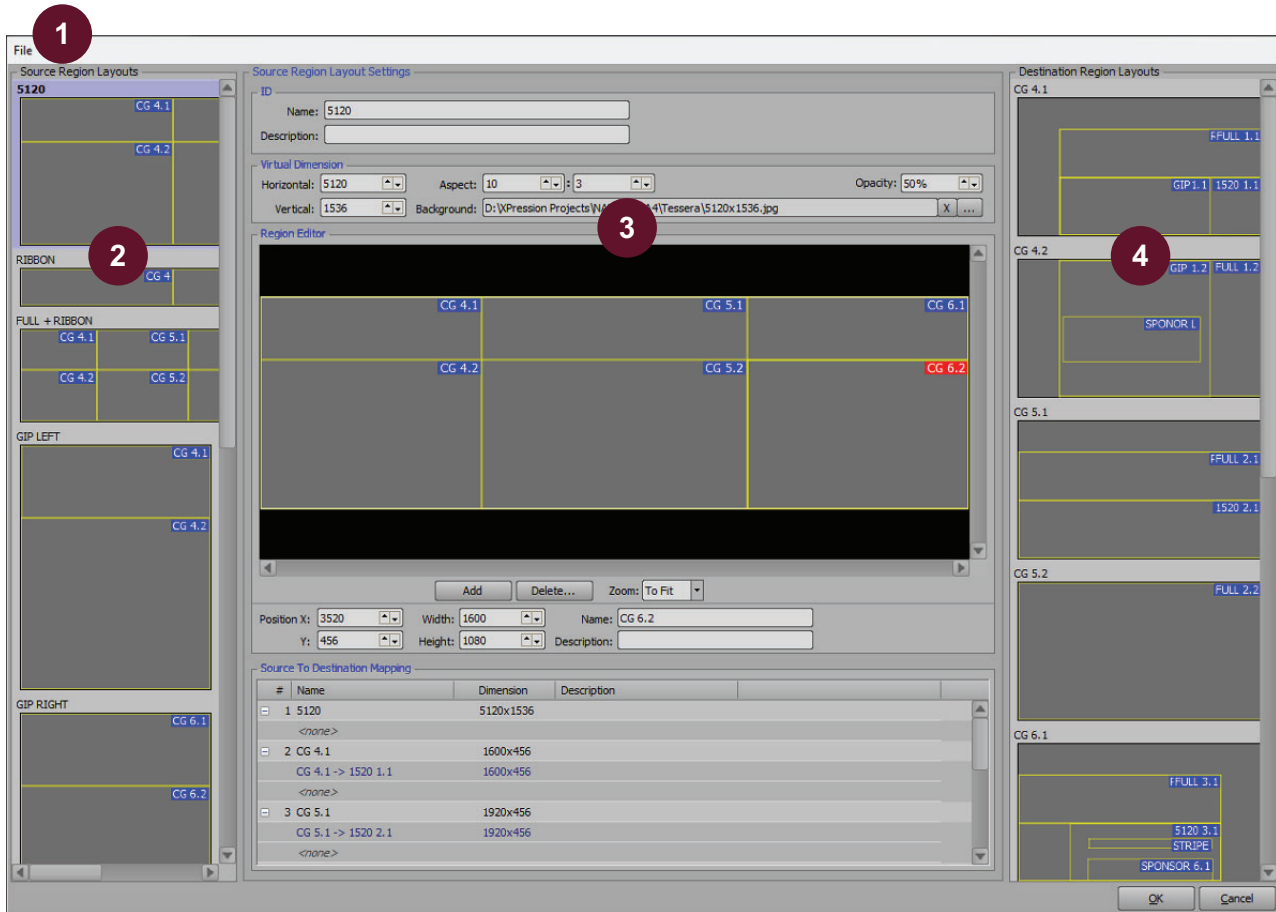 1
File
Source Region Layouts
5120
CG 4.1
CG 4.2
2
RIBBON
CG 4
FULL + RIBBON
CG 4.1 CG 5.1
CG 4.2 CG 5.2
GIP LEFT
CG 4.1
CG 4.2
GIP RIGHT
CG 6.1
CG 6.2
Source Region Layout Settings
ID
Name: 5120
Description:
Virtual Dimension
Horizontal: 5120 Aspect: 10 : 3 Opacity: 50%
Vertical: 1536 Background: D:\XPression Projects\NA A4\Tessera\5120x1536.jpg X ...
3
Region Editor
CG 4.1 CG 5.1 CG 6.1
CG 4.2 CG 5.2 CG 6.2
Add Delete... Zoom: To Fit
Position X: 3520 Width: 1600 Name: CG 6.2
Y: 456 Height: 1080 Description:
Source To Destination Mapping
# Name Dimension Description
1 5120 5120x1536
<none>
2 CG 4.1 1600x456
CG 4.1 -> 1520 1.1 1600x456
<none>
3 CG 5.1 1920x456
CG 5.1 -> 1520 2.1 1920x456
<none>
Destination Region Layouts
CG 4.1
FFULL 1.1
GIP1.1 1520 1.1
CG 4.2
4
GIP 1.2 FULL 1.2
SPONOR L
CG 5.1
FFULL 2.1
1520 2.1
CG 5.2
FULL 2.2
CG 6.1
FFULL 3.1
5120 3.1
STRIPE
SPONSOR 6.1
OK Cancel